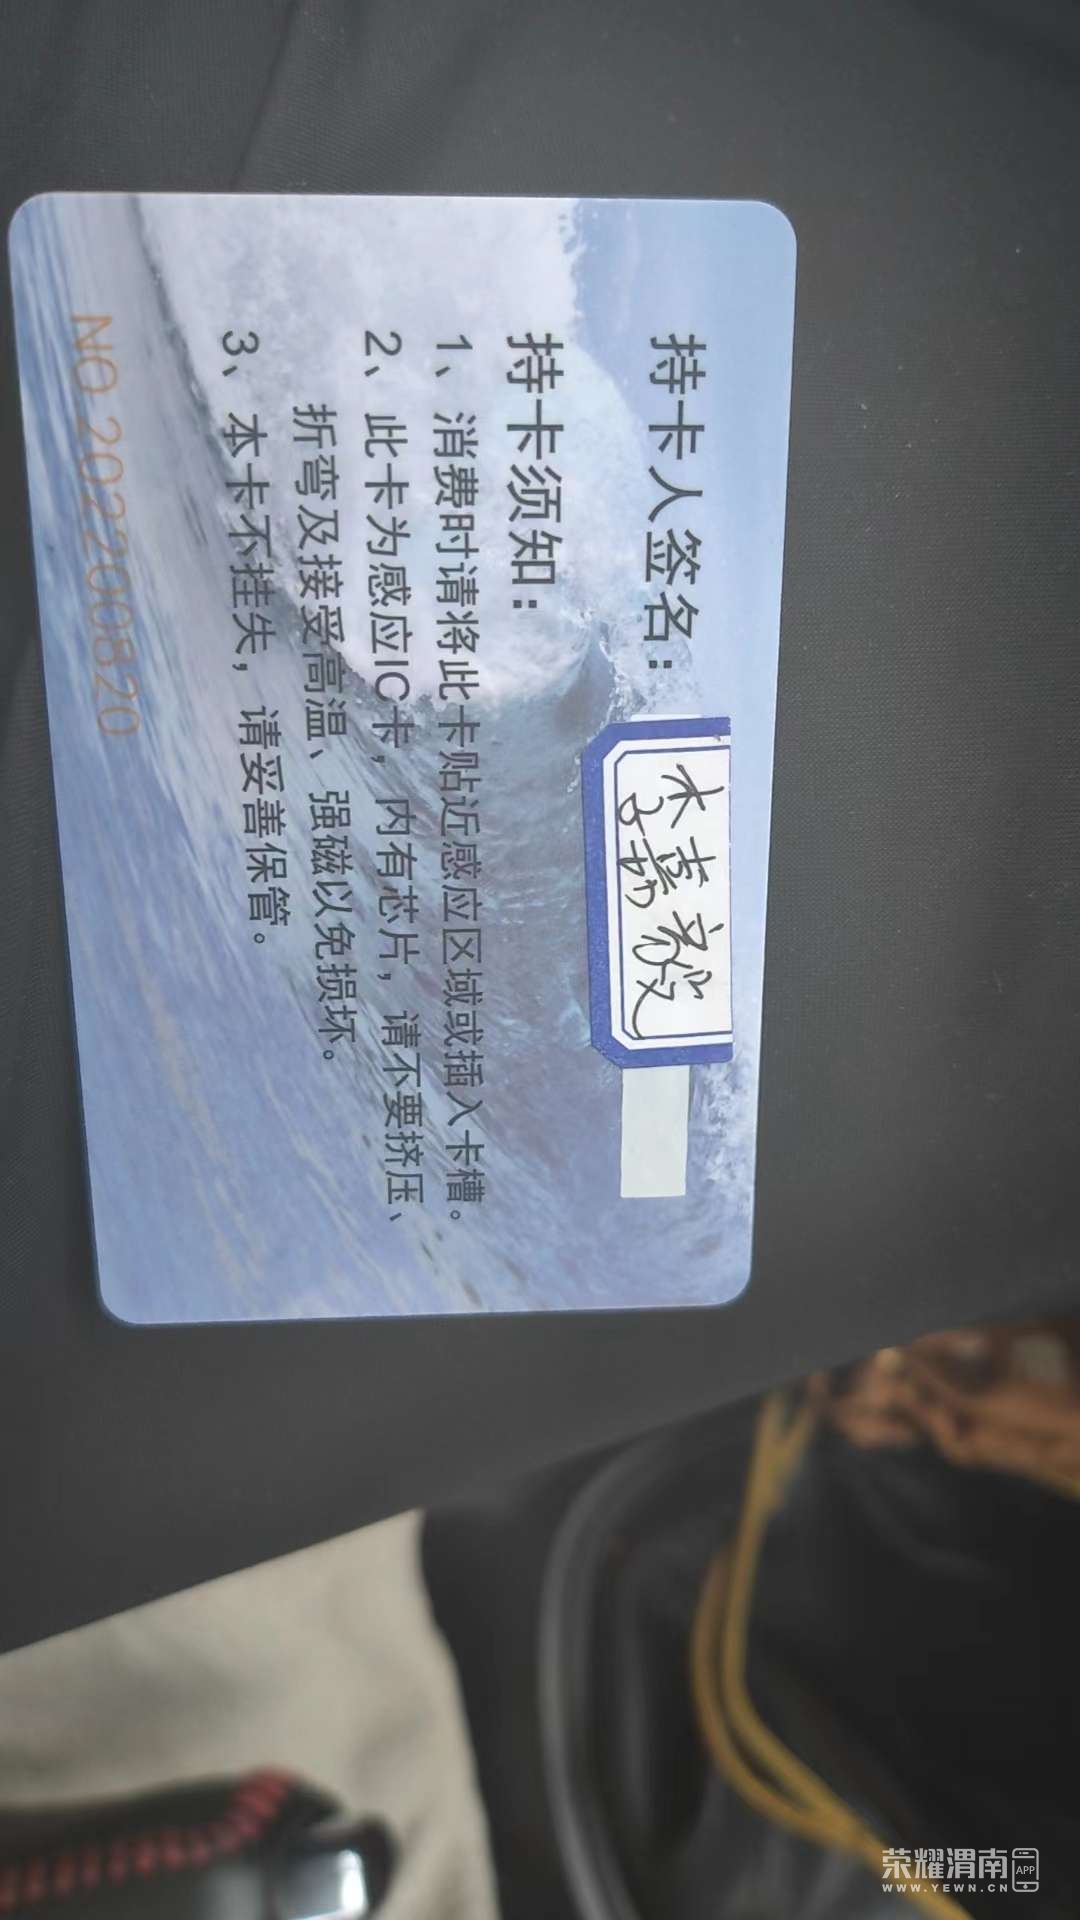 持卡人签名：
李嘉毅
持卡须知：
1、消费时请将此卡贴近感应区域或插入卡槽。
2、此卡为感应IC卡，内有芯片，请不要挤压、
折弯及接受高温、强磁以免损坏。
3、本卡不挂失，请妥善保管。
NO 202200820
荣耀渭南
APP
WWW.YEWN.CN